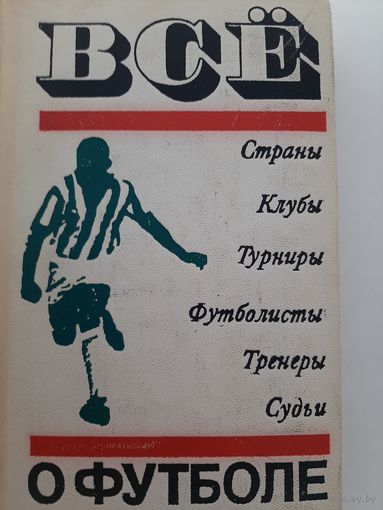 ВСЁ
Страны
Клубы
Турниры
Футболисты
Тренеры
Судьи
О ФУТБОЛЕ